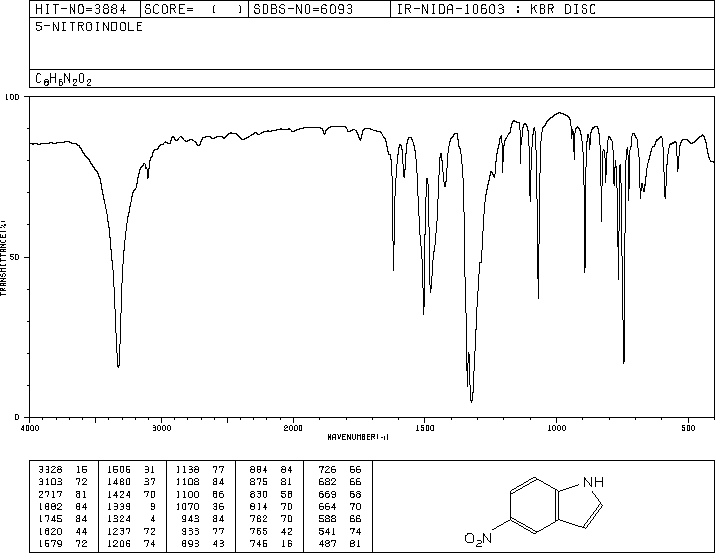 HIT-NO=3884 SCORE= ( ) SDBS-NO=6093 IR-NIDA-10603 : KBR DISC
5-NITROINDOLE
C8H6N2O2
100
50
0
TRANSMITTANCE(%)
4000 3000 2000 1500 1000 500
WAVENUMBER(-1)
3328 15 1506 31 1138 77 884 84 726 66
3103 72 1480 37 1108 84 875 81 682 66
2717 81 1424 70 1100 66 830 58 669 68
1882 84 1339 9 1070 36 814 70 664 70
1745 84 1324 4 943 84 782 70 588 66
1620 44 1237 72 933 77 765 42 541 74
1579 72 1206 74 893 43 746 16 487 81
NH
O2N